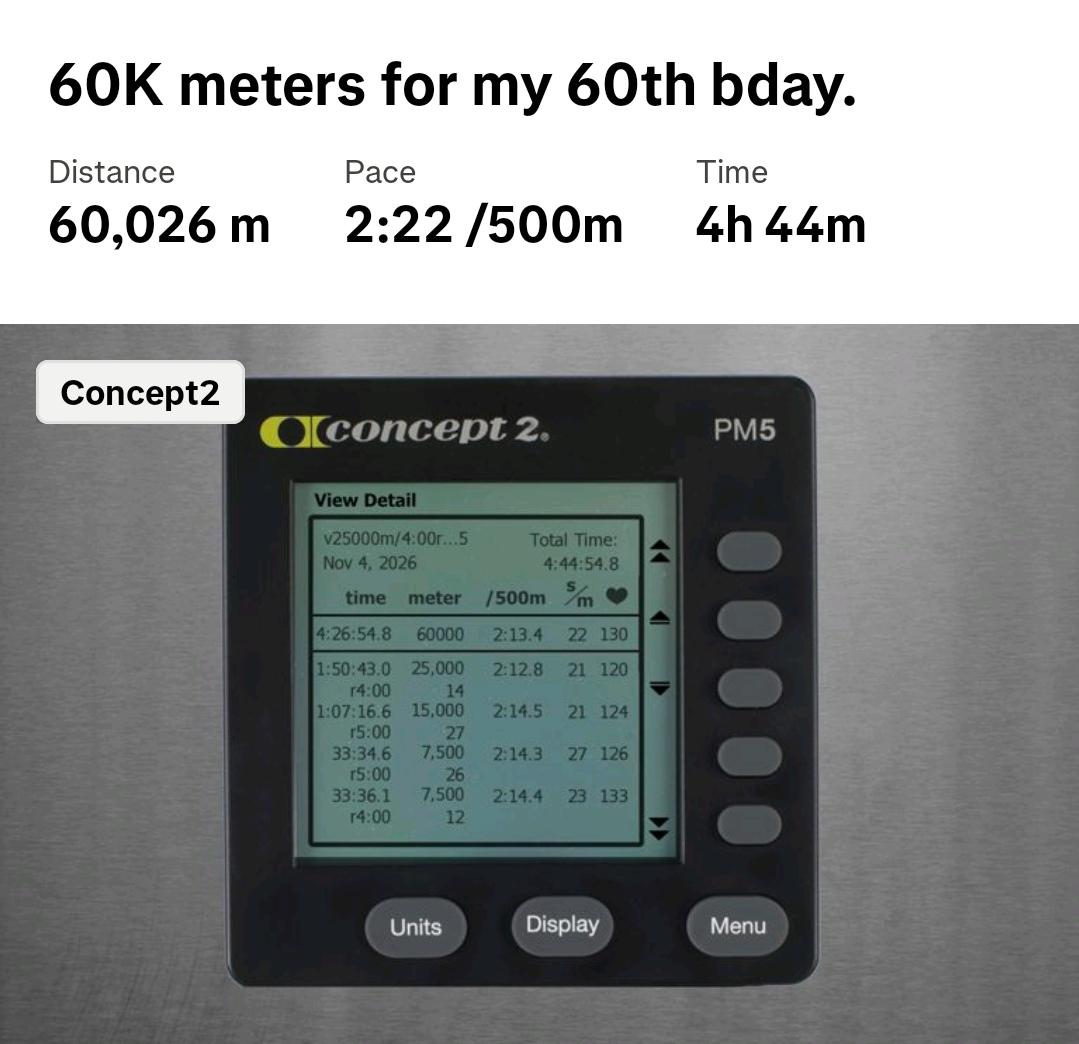 60K meters for my 60th bday.
Distance Pace Time
60,026 m 2:22 /500m 4h 44m
Concept2
concept 2.
PM5
View Detail
v25000m/4:00r...5 Total Time:
Nov 4, 2026 4:44:54.8
time meter /500m s/m
4:26:54.8 60000 2:13.4 22 130
1:50:43.0 25,000 2:12.8 21 120
r4:00 14
1:07:16.6 15,000 2:14.5 21 124
r5:00 27
33:34.6 7,500 2:14.3 27 126
r5:00 26
33:36.1 7,500 2:14.4 23 133
r4:00 12
Units Display Menu